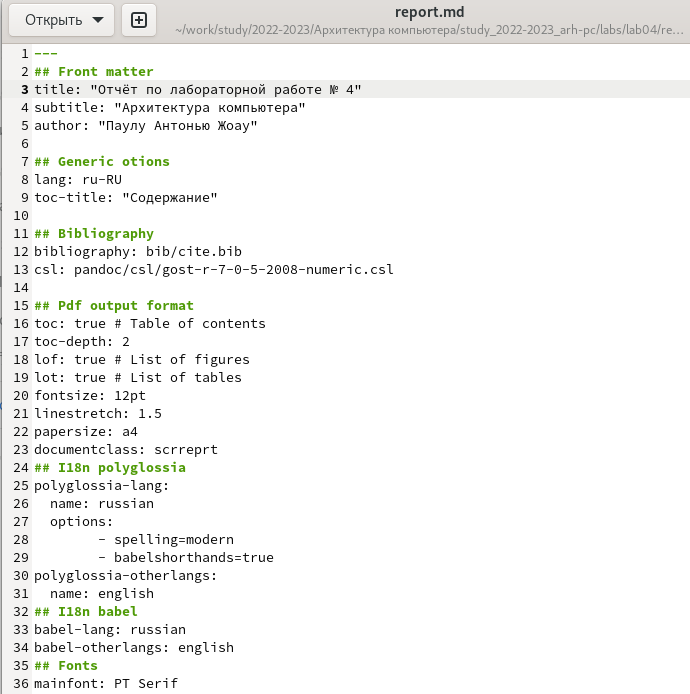 Открыть
report.md
~/work/study/2022-2023/Архитектура компьютера/study_2022-2023_arh-pc/labs/lab04/re...
1 ---
2 ## Front matter
3 title: "Отчёт по лабораторной работе № 4"
4 subtitle: "Архитектура компьютера"
5 author: "Паулу Антонью Жоау"
6
7 ## Generic otions
8 lang: ru-RU
9 toc-title: "Содержание"
10
11 ## Bibliography
12 bibliography: bib/cite.bib
13 csl: pandoc/csl/gost-r-7-0-5-2008-numeric.csl
14
15 ## Pdf output format
16 toc: true # Table of contents
17 toc-depth: 2
18 lof: true # List of figures
19 lot: true # List of tables
20 fontsize: 12pt
21 linestretch: 1.5
22 papersize: a4
23 documentclass: scrreprt
24 ## I18n polyglossia
25 polyglossia-lang:
26   name: russian
27   options:
28         - spelling=modern
29         - babelshorthands=true
30 polyglossia-otherlangs:
31   name: english
32 ## I18n babel
33 babel-lang: russian
34 babel-otherlangs: english
35 ## Fonts
36 mainfont: PT Serif